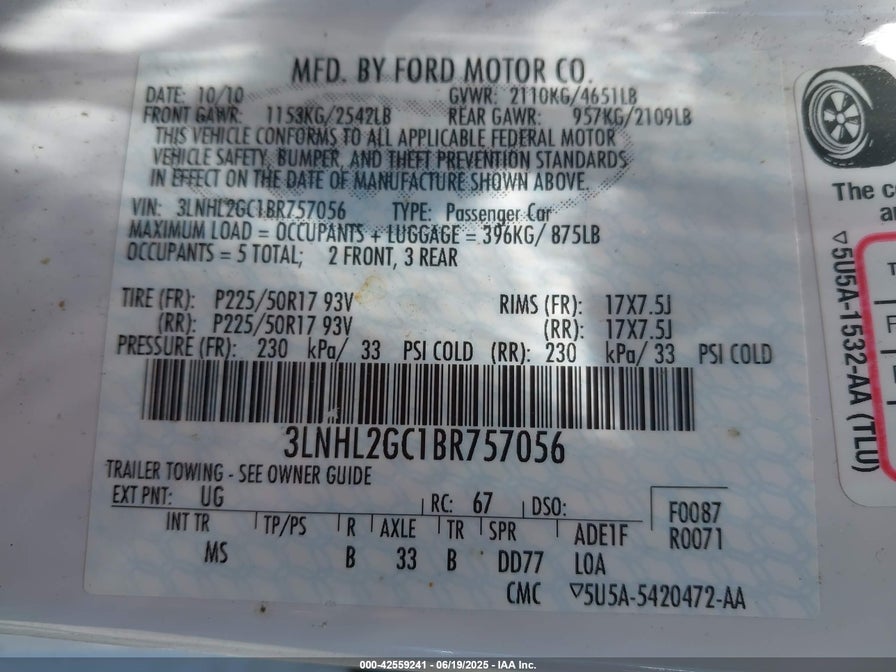 MFD. BY FORD MOTOR CO.
DATE: 10/10 GVWR: 2110KG/4651LB
FRONT GAWR: 1153KG/2542LB REAR GAWR: 957KG/2109LB
THIS VEHICLE CONFORMS TO ALL APPLICABLE FEDERAL MOTOR
VEHICLE SAFETY, BUMPER, AND THEFT PREVENTION STANDARDS
IN EFFECT ON THE DATE OF MANUFACTURE SHOWN ABOVE.
VIN: 3LNHL2GC1BR757056 TYPE: Passenger Car
MAXIMUM LOAD = OCCUPANTS + LUGGAGE = 396KG/ 875LB
OCCUPANTS = 5 TOTAL; 2 FRONT, 3 REAR
TIRE (FR): P225/50R17 93V RIMS (FR): 17X7.5J
(RR): P225/50R17 93V (RR): 17X7.5J
PRESSURE (FR): 230 kPa/ 33 PSI COLD (RR): 230 kPa/ 33 PSI COLD
3LNHL2GC1BR757056
TRAILER TOWING - SEE OWNER GUIDE
EXT PNT: UG RC: 67 DSO: F0087
INT TR TP/PS R AXLE TR SPR ADE1F R0071
MS B 33 B DD77 LOA
CMC ▽5U5A-5420472-AA
The c
a
▽5U5A-1532-AA (TLU)
T
F
000-42559241 - 06/19/2025 - IAA Inc.